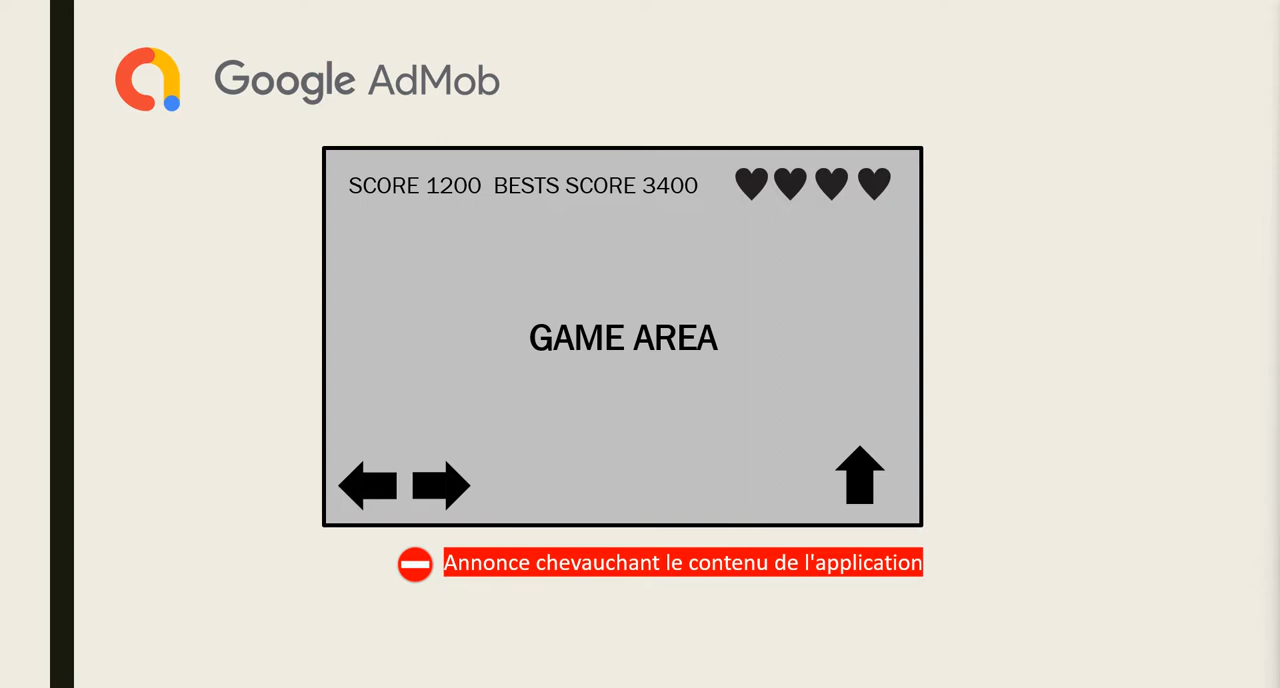 Google AdMob
SCORE 1200 BESTS SCORE 3400
GAME AREA
Annonce chevauchant le contenu de l'application